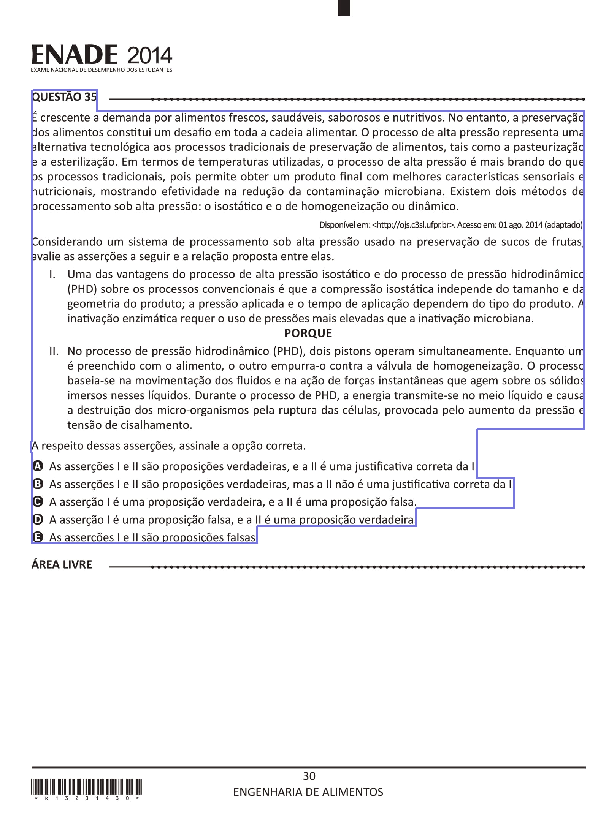 ENADE 2014
EXAME NACIONAL DE DESEMPENHO DOS ESTUDANTES
QUESTÃO 35
É crescente a demanda por alimentos frescos, saudáveis, saborosos e nutritivos. No entanto, a preservação
dos alimentos constitui um desafio em toda a cadeia alimentar. O processo de alta pressão representa uma
alternativa tecnológica aos processos tradicionais de preservação de alimentos, tais como a pasteurização
e a esterilização. Em termos de temperaturas utilizadas, o processo de alta pressão é mais brando do que
os processos tradicionais, pois permite obter um produto final com melhores características sensoriais e
nutricionais, mostrando efetividade na redução da contaminação microbiana. Existem dois métodos de
processamento sob alta pressão: o isostático e o de homogeneização ou dinâmico.
Disponível em: <http://ojs.c3sl.ufpr.br>. Acesso em: 01 ago. 2014 (adaptado).
Considerando um sistema de processamento sob alta pressão usado na preservação de sucos de frutas,
avalie as asserções a seguir e a relação proposta entre elas.
I. Uma das vantagens do processo de alta pressão isostático e do processo de pressão hidrodinâmico
(PHD) sobre os processos convencionais é que a compressão isostática independe do tamanho e da
geometria do produto; a pressão aplicada e o tempo de aplicação dependem do tipo do produto. A
inativação enzimática requer o uso de pressões mais elevadas que a inativação microbiana.
PORQUE
II. No processo de pressão hidrodinâmico (PHD), dois pistons operam simultaneamente. Enquanto um
é preenchido com o alimento, o outro empurra-o contra a válvula de homogeneização. O processo
baseia-se na movimentação dos fluidos e na ação de forças instantâneas que agem sobre os sólidos
imersos nesses líquidos. Durante o processo de PHD, a energia transmite-se no meio líquido e causa
a destruição dos micro-organismos pela ruptura das células, provocada pelo aumento da pressão e
tensão de cisalhamento.
A respeito dessas asserções, assinale a opção correta.
A As asserções I e II são proposições verdadeiras, e a II é uma justificativa correta da I.
B As asserções I e II são proposições verdadeiras, mas a II não é uma justificativa correta da I.
C A asserção I é uma proposição verdadeira, e a II é uma proposição falsa.
D A asserção I é uma proposição falsa, e a II é uma proposição verdadeira.
E As asserções I e II são proposições falsas.
ÁREA LIVRE
30
ENGENHARIA DE ALIMENTOS